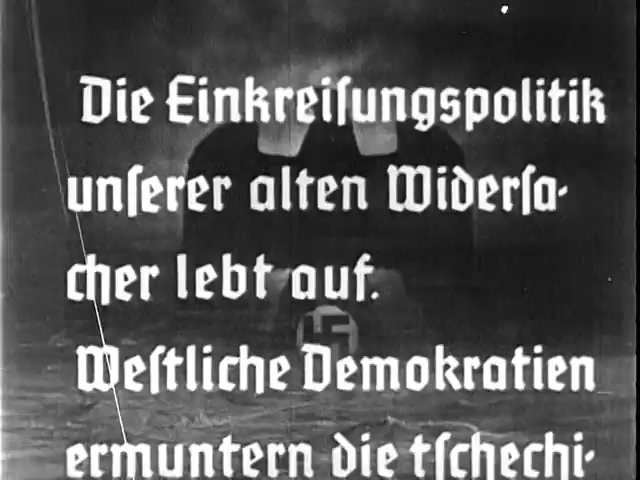 Die Einkreiſungspolitik
unſerer alten Widerſa-
cher lebt auf.
Weſtliche Demokratien
ermuntern die tſchechi-